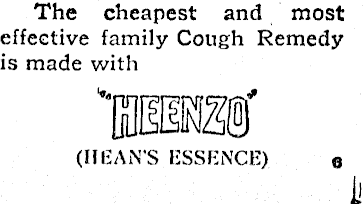 The cheapest and most
effective family Cough Remedy
is made with
"HEENZO"
(HEAN'S ESSENCE) 6